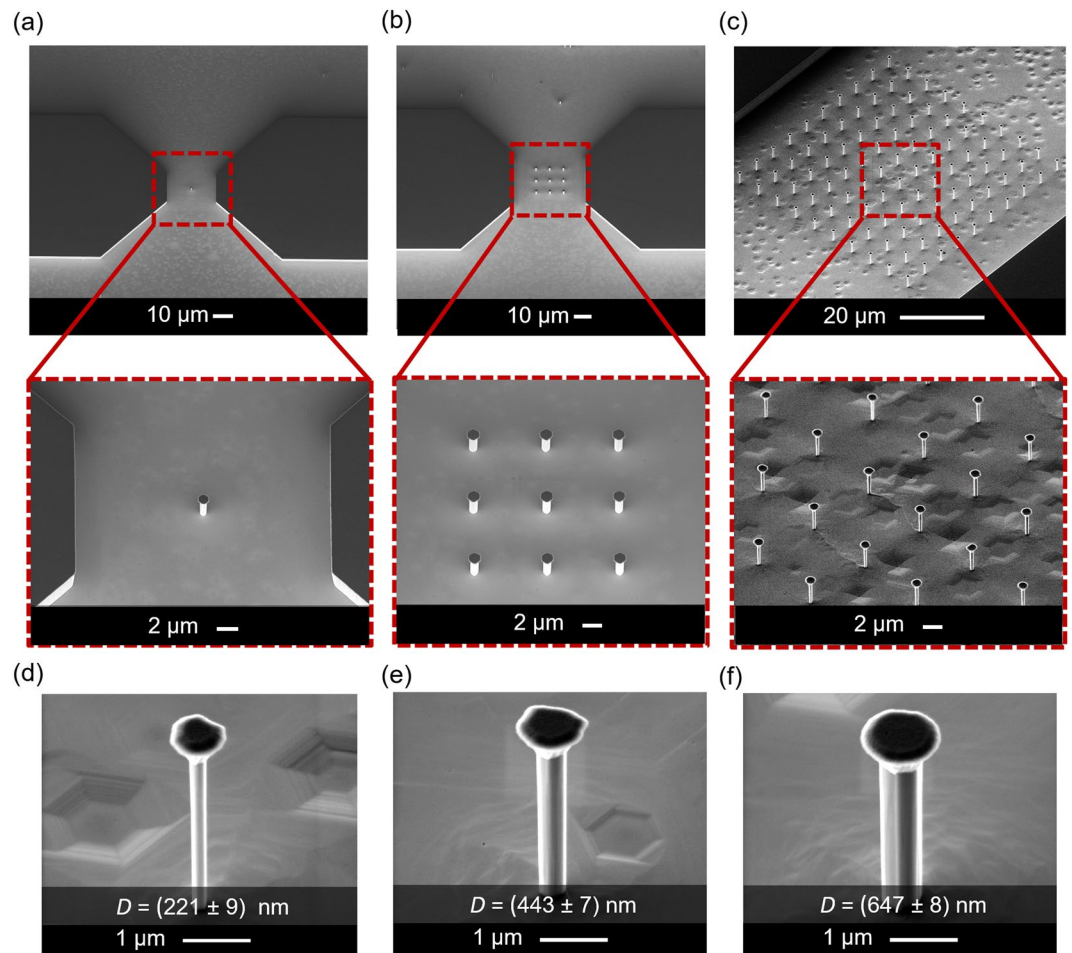 (a)
(b)
(c)
10 μm
10 μm
20 μm
2 μm
2 μm
2 μm
(d)
(e)
(f)
D = (221 ± 9) nm
D = (443 ± 7) nm
D = (647 ± 8) nm
1 μm
1 μm
1 μm